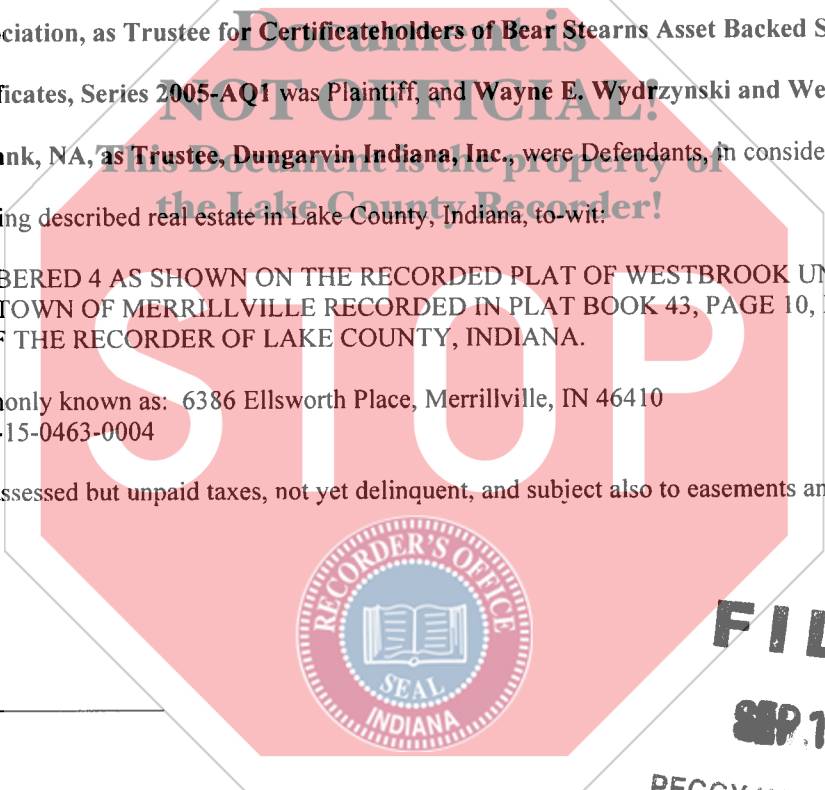 Document is
ciation, as Trustee for Certificateholders of Bear Stearns Asset Backed S
NOT OFFICIAL!
ficates, Series 2005-AQ1 was Plaintiff, and Wayne E. Wydrzynski and We
This Document is the property of
nk, NA, as Trustee, Dungarvin Indiana, Inc., were Defendants, in conside
the Lake County Recorder!
ing described real estate in Lake County, Indiana, to-wit:
BERED 4 AS SHOWN ON THE RECORDED PLAT OF WESTBROOK UN
TOWN OF MERRILLVILLE RECORDED IN PLAT BOOK 43, PAGE 10,
F THE RECORDER OF LAKE COUNTY, INDIANA.
STOP
only known as: 6386 Ellsworth Place, Merrillville, IN 46410
-15-0463-0004
ssessed but unpaid taxes, not yet delinquent, and subject also to easements an
RECORDER'S OFFICE
SEAL
INDIANA
FIL
SEP 1